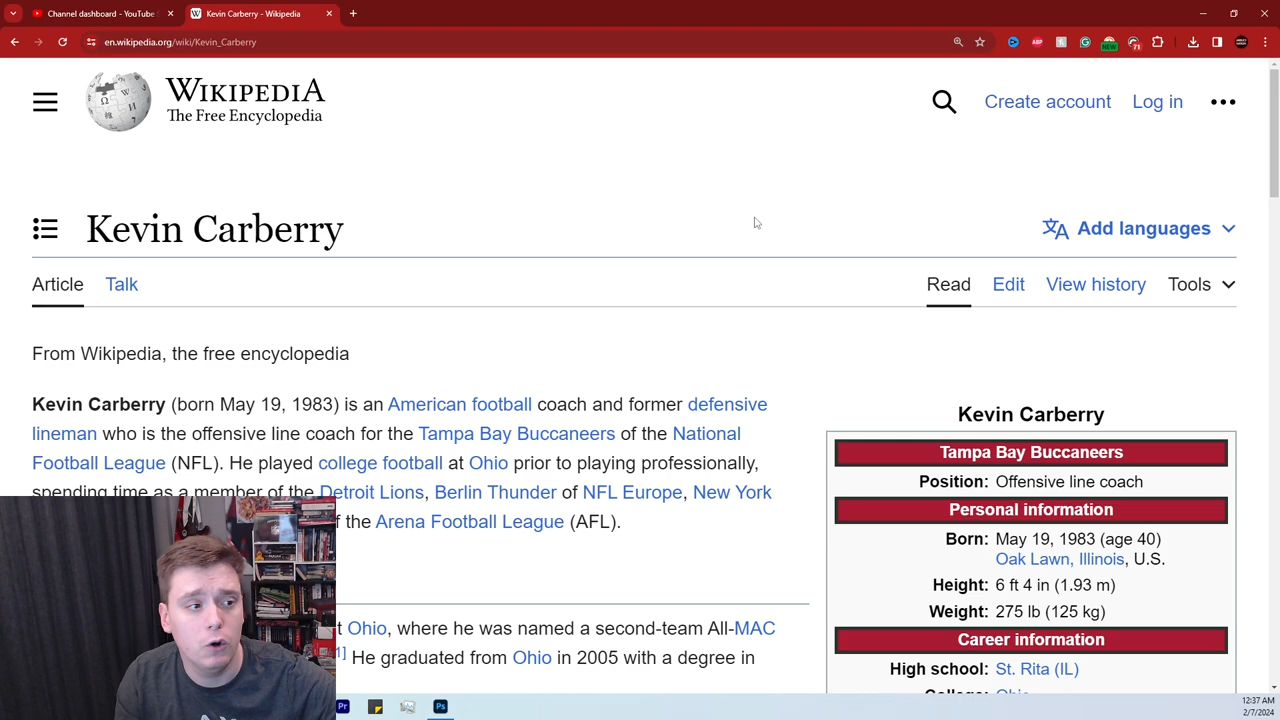 Channel dashboard - YouTube
Kevin Carberry - Wikipedia
en.wikipedia.org/wiki/Kevin_Carberry
NEW
71
WIKIPEDIA
The Free Encyclopedia
Create account
Log in
Kevin Carberry
Add languages
Article
Talk
Read
Edit
View history
Tools
From Wikipedia, the free encyclopedia
Kevin Carberry (born May 19, 1983) is an American football coach and former defensive
lineman who is the offensive line coach for the Tampa Bay Buccaneers of the National
Football League (NFL). He played college football at Ohio prior to playing professionally,
spending time as a member of the Detroit Lions, Berlin Thunder of NFL Europe, New York
f the Arena Football League (AFL).
t Ohio, where he was named a second-team All-MAC
1] He graduated from Ohio in 2005 with a degree in
Kevin Carberry
Tampa Bay Buccaneers
Position: Offensive line coach
Personal information
Born: May 19, 1983 (age 40)
Oak Lawn, Illinois, U.S.
Height: 6 ft 4 in (1.93 m)
Weight: 275 lb (125 kg)
Career information
High school: St. Rita (IL)
College: Ohio
Pr
Ps
12:37 AM
2/7/2024